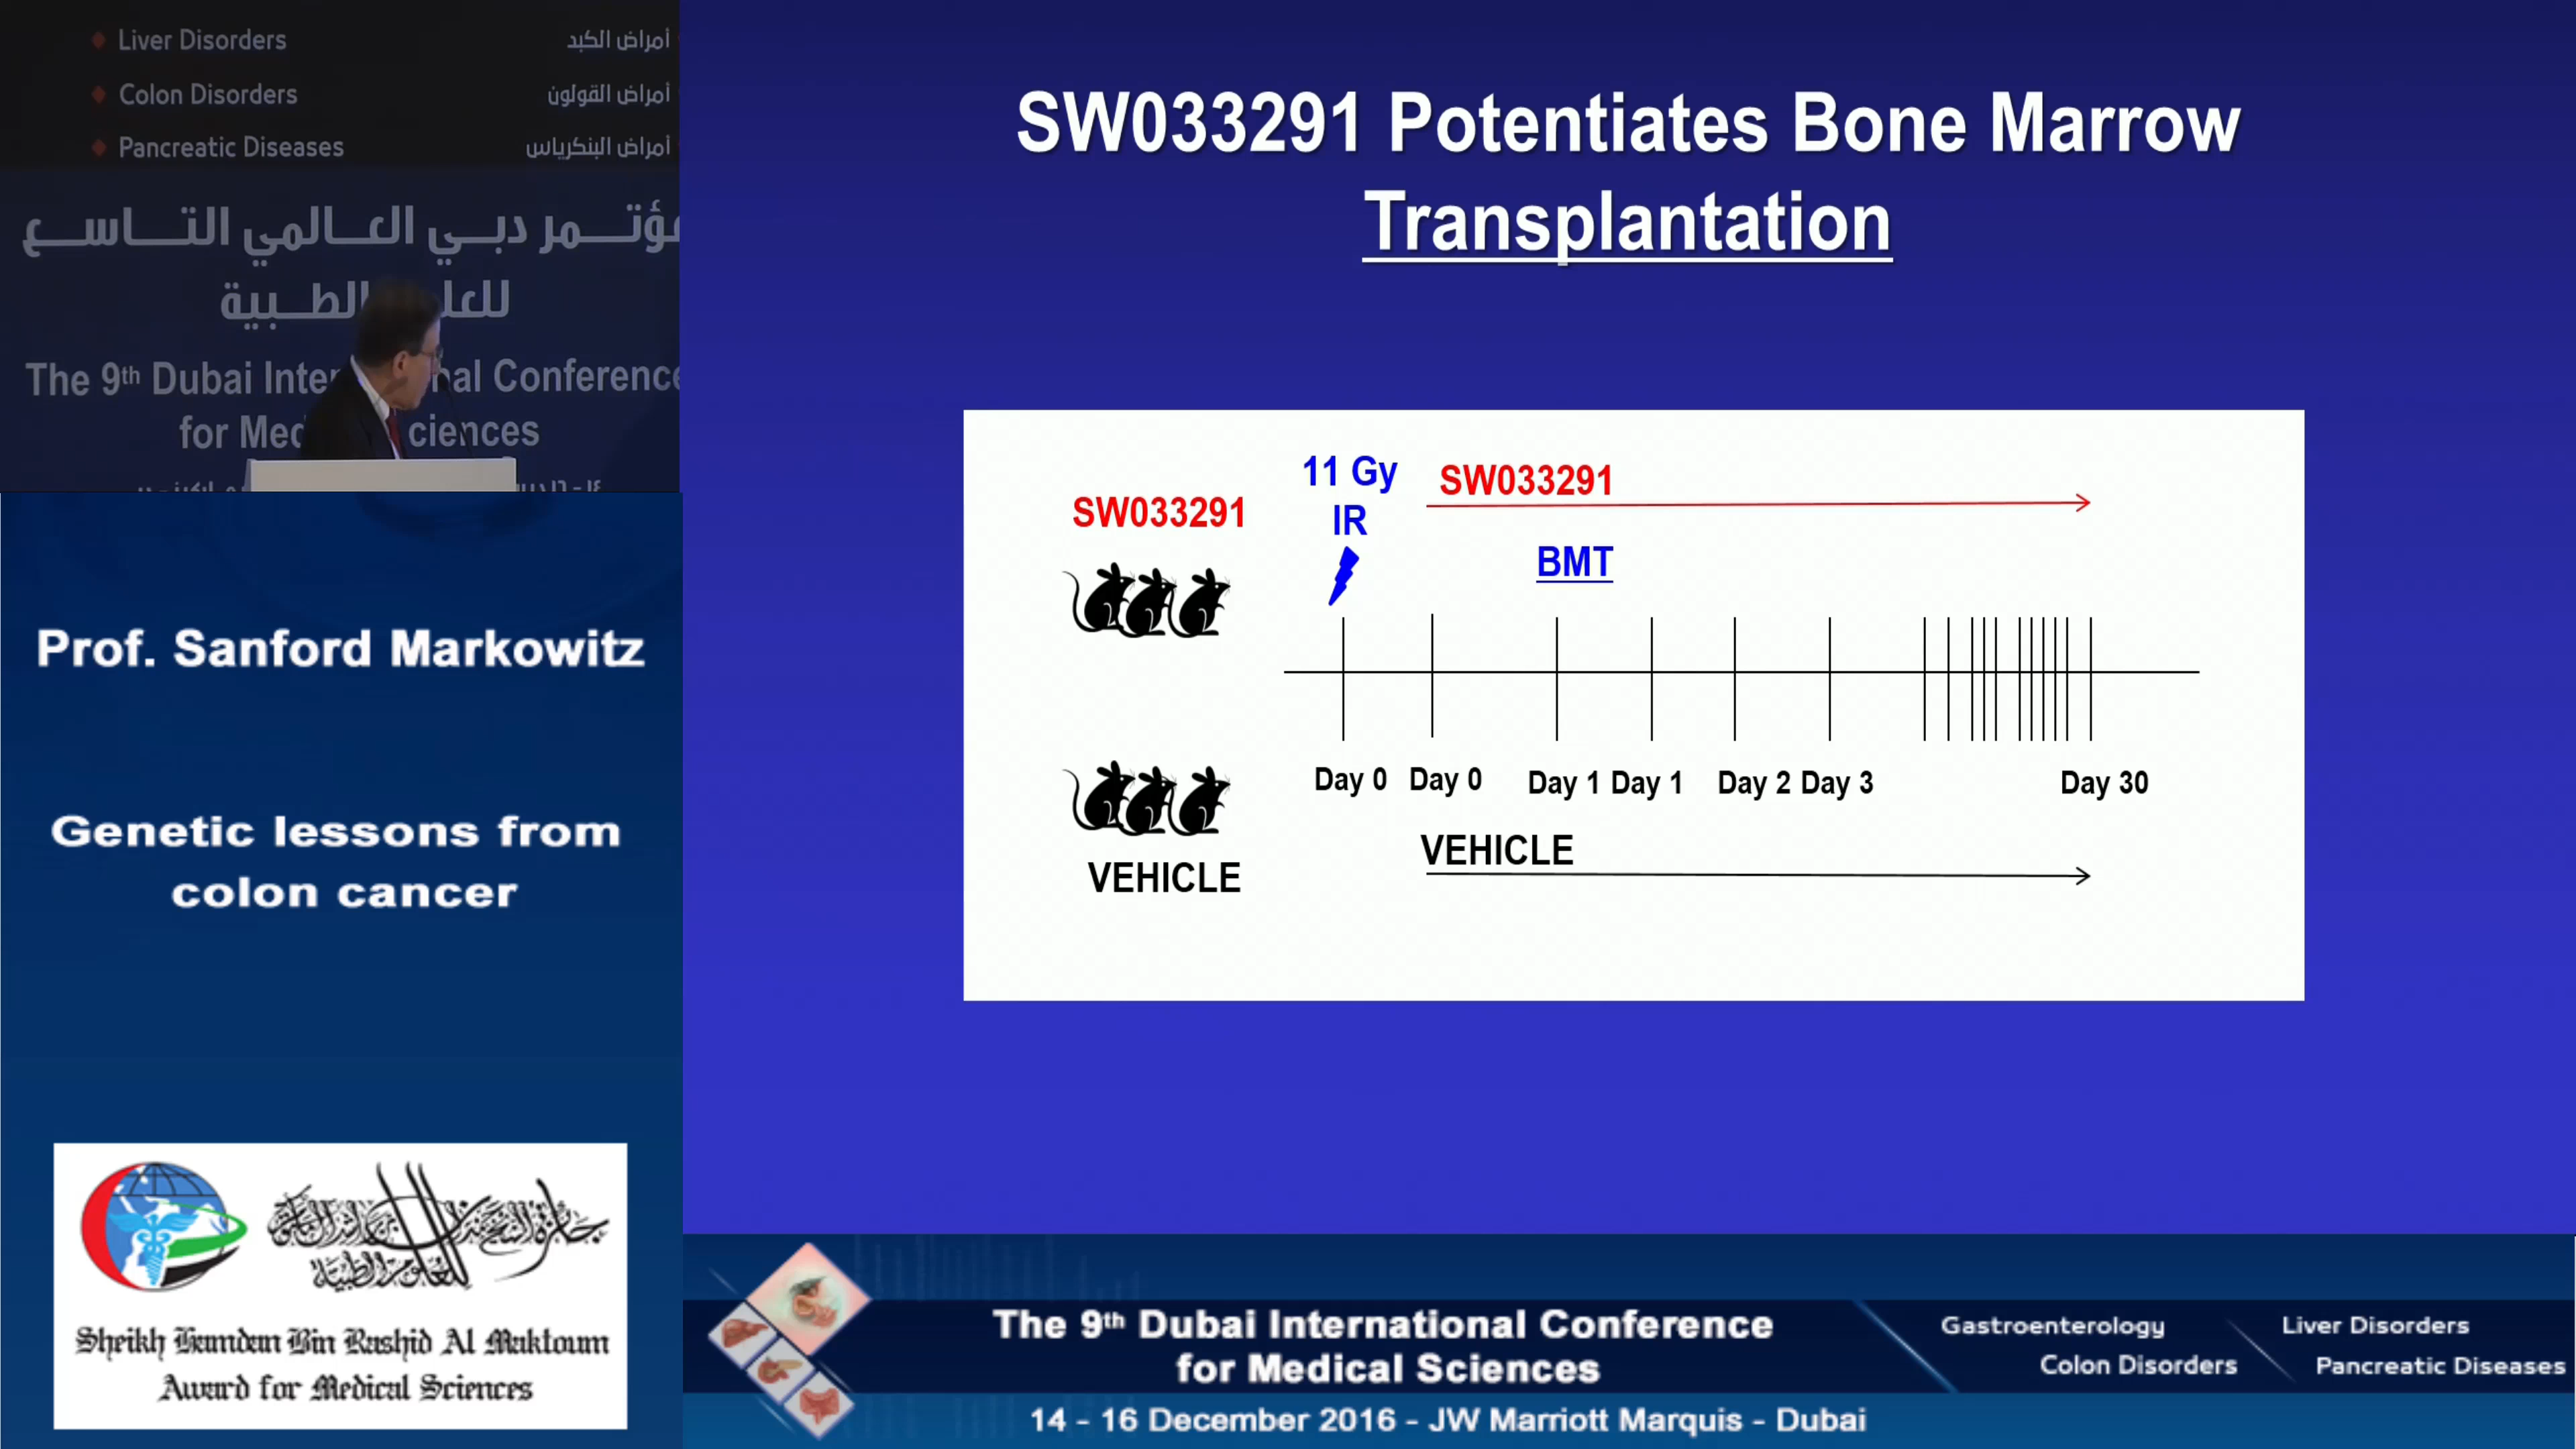 Liver Disorders
أمراض الكبد
Colon Disorders
أمراض القولون
Pancreatic Diseases
أمراض البنكرياس
دبـي العـالمي التـاسـع
The 9th Dubai Conference
for
Prof. Sanford Markowitz
Genetic lessons from
colon cancer
Sheikh Hamdan Bin Rashid Al Maktoum
Award for Medical Sciences
SW033291 Potentiates Bone Marrow
Transplantation
SW033291
11 Gy
IR
SW033291
BMT
Day 0 Day 0 Day 1 Day 1 Day 2 Day 3 Day 30
VEHICLE
VEHICLE
The 9th Dubai International Conference
for Medical Sciences
14 - 16 December 2016 - JW Marriott Marquis - Dubai
Gastroenterology
Liver Disorders
Colon Disorders
Pancreatic Diseases